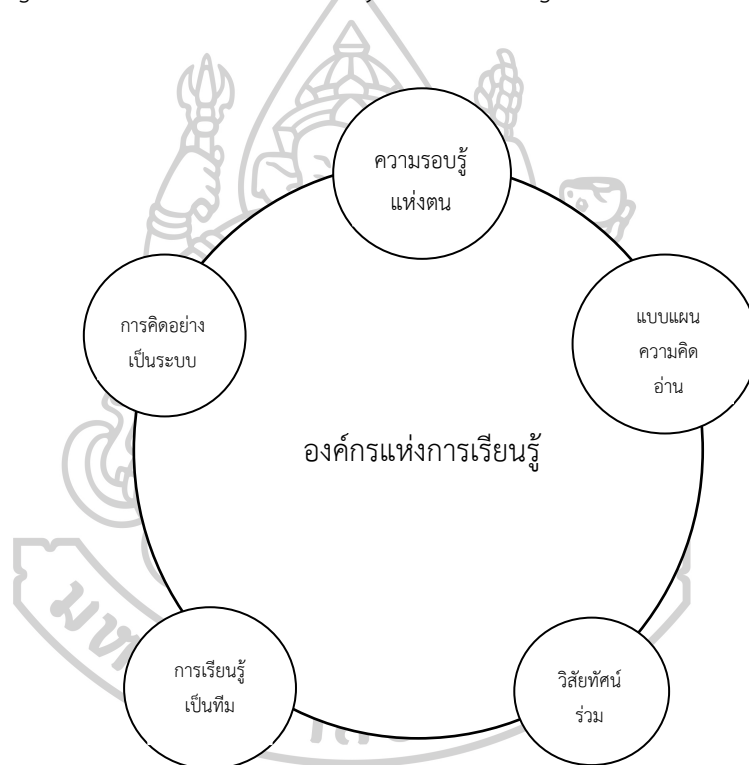 ความรอบรู้
แห่งตน
แบบแผน
ความคิด
อ่าน
การคิดอย่าง
เป็นระบบ
องค์กรแห่งการเรียนรู้
การเรียนรู้
เป็นทีม
วิสัยทัศน์
ร่วม